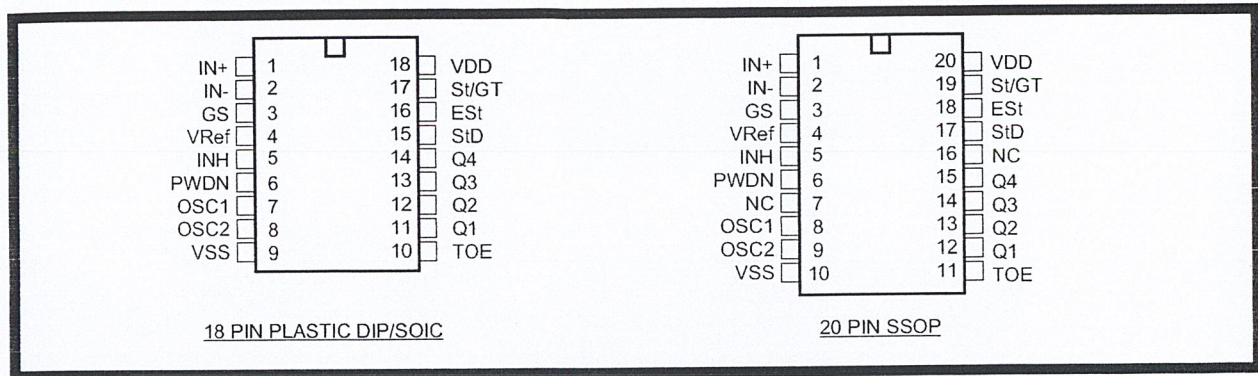 IN+ 1 18 VDD
IN- 2 17 St/GT
GS 3 16 ESt
VRef 4 15 StD
INH 5 14 Q4
PWDN 6 13 Q3
OSC1 7 12 Q2
OSC2 8 11 Q1
VSS 9 10 TOE
18 PIN PLASTIC DIP/SOIC
IN+ 1 20 VDD
IN- 2 19 St/GT
GS 3 18 ESt
VRef 4 17 StD
INH 5 16 NC
PWDN 6 15 Q4
NC 7 14 Q3
OSC1 8 13 Q2
OSC2 9 12 Q1
VSS 10 11 TOE
20 PIN SSOP